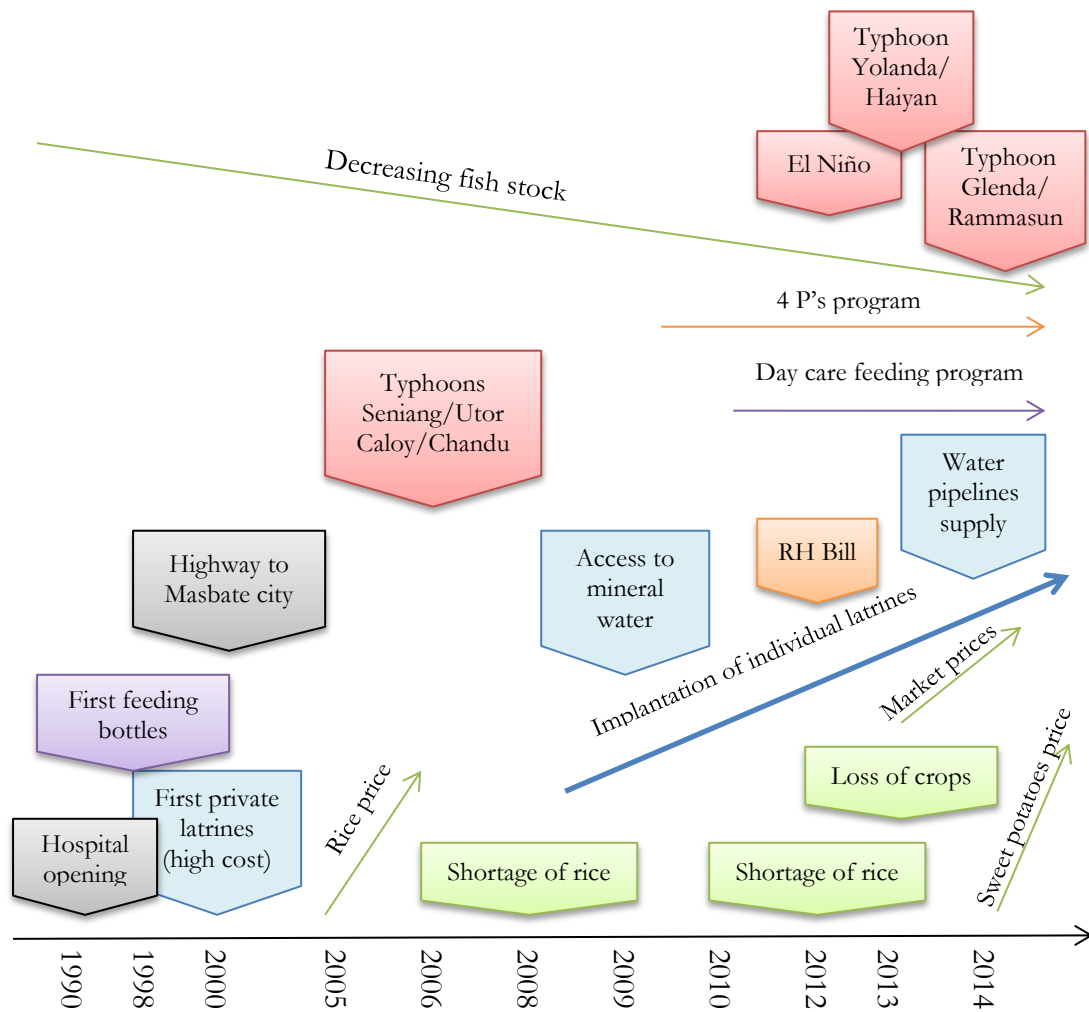 Typhoon
Yolanda/
Haiyan
El Niño
Typhoon
Glenda/
Rammasun
Decreasing fish stock
4 P's program
Day care feeding program
Typhoons
Seniang/Utor
Caloy/Chandu
Water
pipelines
supply
Highway to
Masbate city
Access to
mineral
water
RH Bill
Implantation of individual latrines
Market prices
First feeding
bottles
First private
latrines
(high cost)
Hospital
opening
Rice price
Loss of crops
Sweet potatoes price
Shortage of rice
Shortage of rice
1990
1998
2000
2005
2006
2008
2009
2010
2012
2013
2014